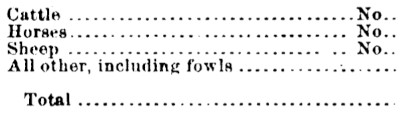 Cattle ........................................No..
Horses........................................No..
Sheep ................................... .. No..
All other, including fowls .......................
Total ............................................